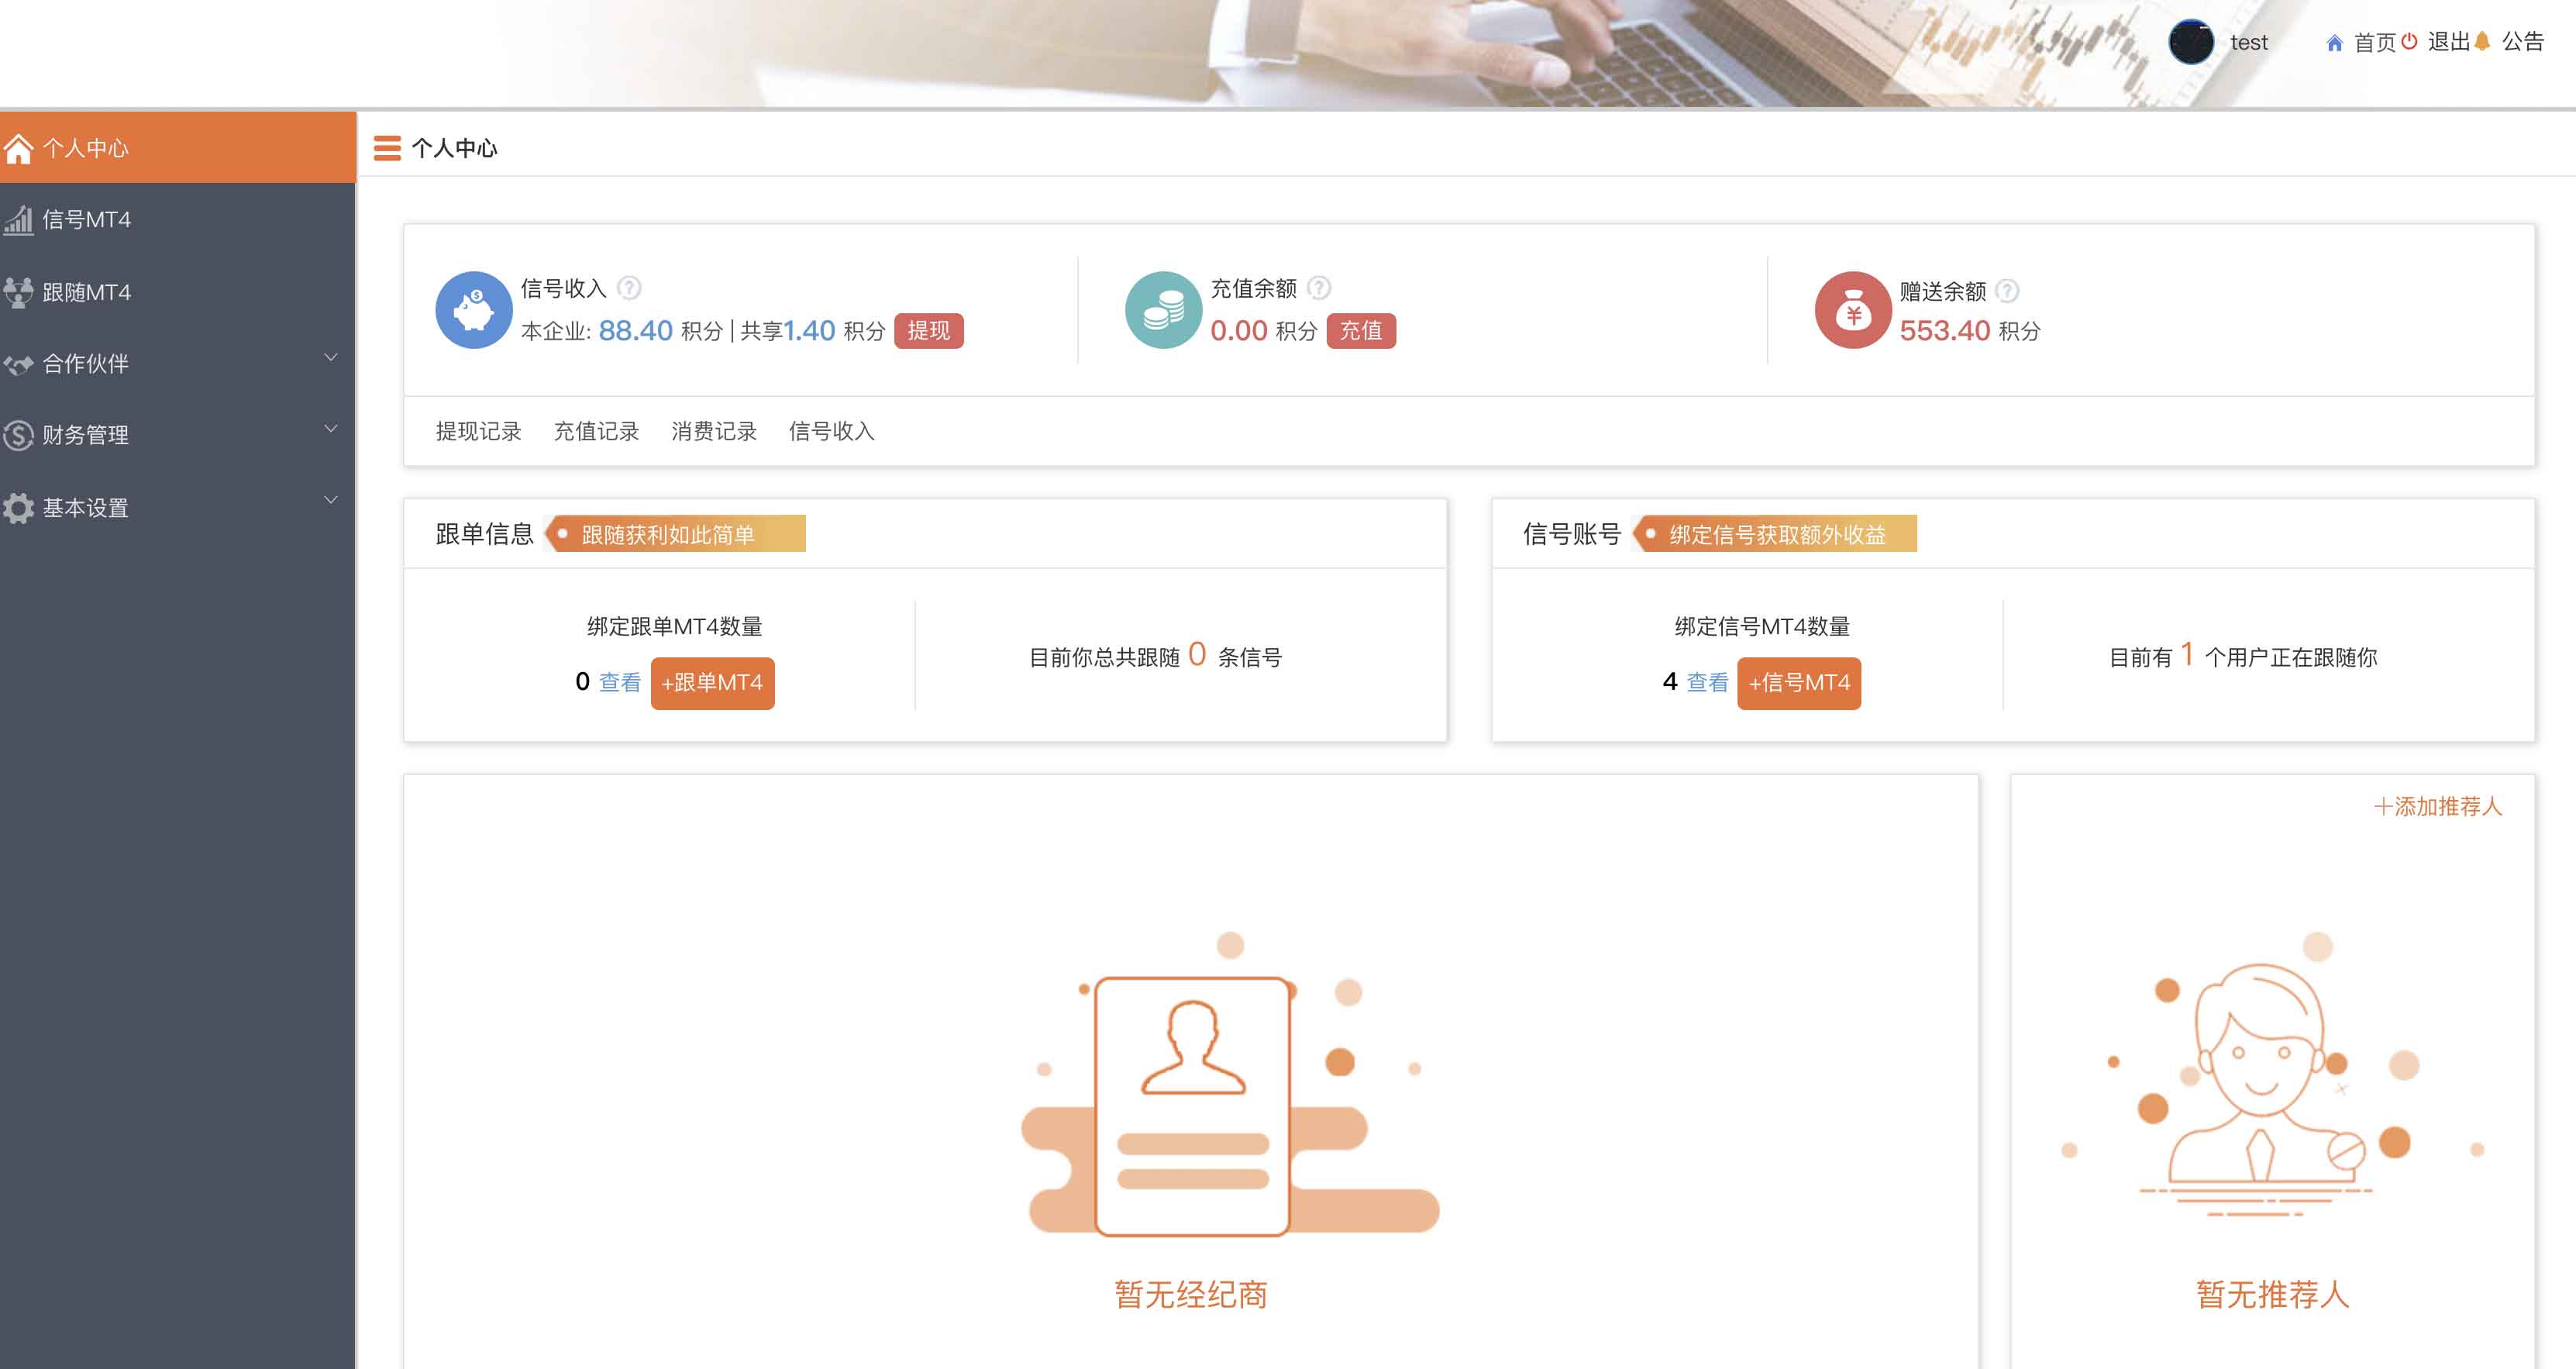 test 首页 退出 公告
个人中心
信号MT4
跟随MT4
合作伙伴
财务管理
基本设置
个人中心
信号收入
本企业: 88.40 积分 | 共享1.40 积分 提现
充值余额
0.00 积分 充值
赠送余额
553.40 积分
提现记录 充值记录 消费记录 信号收入
跟单信息 跟随获利如此简单
绑定跟单MT4数量
0 查看 +跟单MT4
目前你总共跟随 0 条信号
信号账号 绑定信号获取额外收益
绑定信号MT4数量
4 查看 +信号MT4
目前有 1 个用户正在跟随你
暂无经纪商
+添加推荐人
暂无推荐人